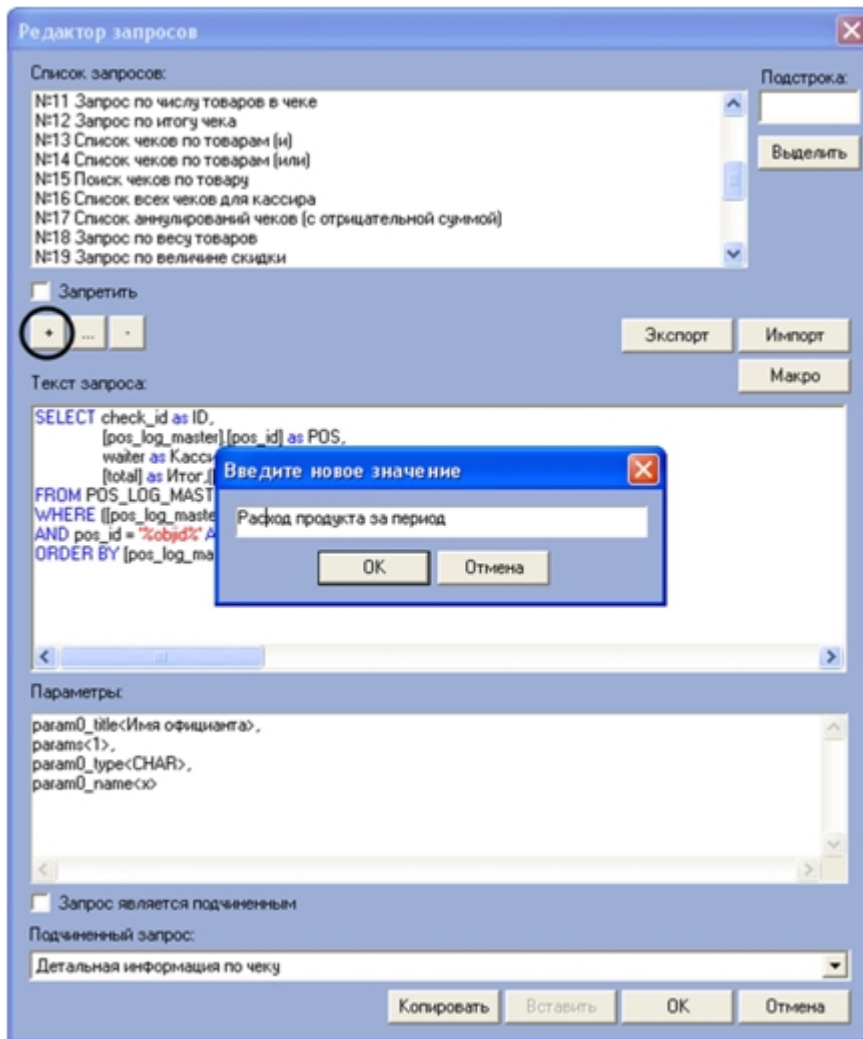 Редактор запросов
Список запросов:
Подстрока:
№11 Запрос по числу товаров в чеке
№12 Запрос по итогу чека
№13 Список чеков по товарам (и)
№14 Список чеков по товарам (или)
№15 Поиск чеков по товару
№16 Список всех чеков для кассира
№17 Список аннулирований чеков (с отрицательной суммой)
№18 Запрос по весу товаров
№19 Запрос по величине скидки
Выделить
Запретить
+ ... -
Экспорт Импорт
Макро
Текст запроса:
SELECT check_id as ID,
[pos_log_master].[pos_id] as POS,
waiter as Касси
[total] as Итог,([
FROM POS_LOG_MAST
WHERE ([pos_log_maste
AND pos_id = '%objid%' A
ORDER BY [pos_log_ma
Введите новое значение
Расход продукта за период
OK Отмена
Параметры:
param0_title<Имя официанта>,
params<1>,
param0_type<CHAR>,
param0_name<x>
Запрос является подчиненным
Подчиненный запрос:
Детальная информация по чеку
Копировать Вставить OK Отмена